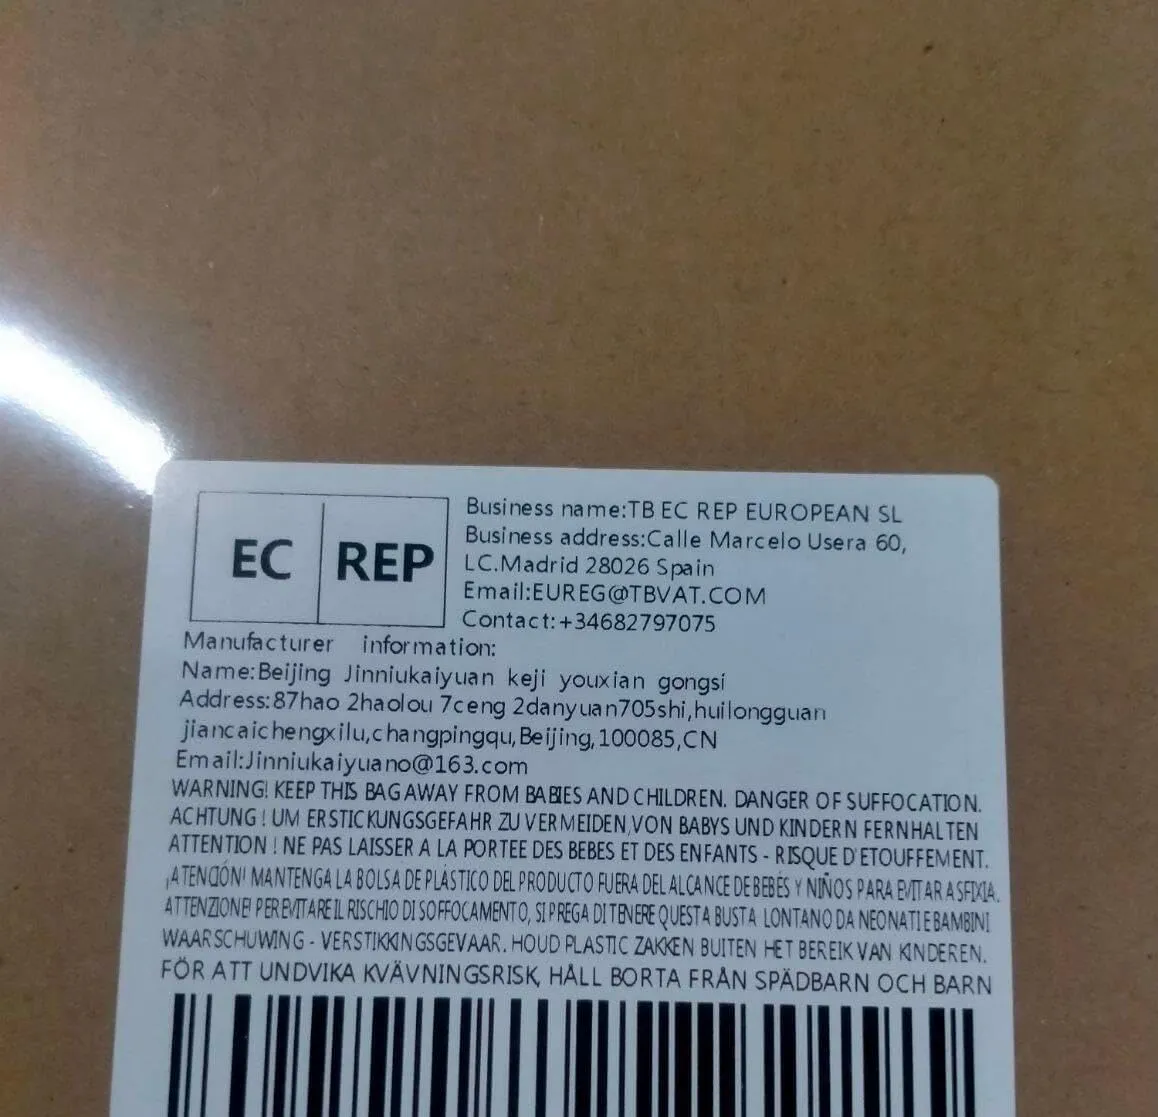 EC REP
Business name:TB EC REP EUROPEAN SL
Business address:Calle Marcelo Usera 60,
LC.Madrid 28026 Spain
Email:EUREG@TBVAT.COM
Contact:+34682797075
Manufacturer information:
Name:Beijing Jinniukaiyuan keji youxian gongsi
Address:87hao 2haolou 7ceng 2danyuan705shi,huilongguan
jiancaichengxilu,changpingqu,Beijing,100085,CN
Email:Jinniukaiyuano@163.com
WARNING! KEEP THIS BAG AWAY FROM BABIES AND CHILDREN. DANGER OF SUFFOCATION.
ACHTUNG ! UM ERSTICKUNGSGEFAHR ZU VERMEIDEN,VON BABYS UND KINDERN FERNHALTEN
ATTENTION ! NE PAS LAISSER A LA PORTEE DES BEBES ET DES ENFANTS - RISQUE D'ETOUFFEMENT.
¡ATENCIÓN! MANTENGA LA BOLSA DE PLÁSTICO DEL PRODUCTO FUERA DEL ALCANCE DE BEBÉS Y NIÑOS PARA EVITAR ASFIXIA.
ATTENZIONE! PER EVITARE IL RISCHIO DI SOFFOCAMENTO, SI PREGA DI TENERE QUESTA BUSTA LONTANO DA NEONATI E BAMBINI
WAARSCHUWING - VERSTIKKINGSGEVAAR. HOUD PLASTIC ZAKKEN BUITEN HET BEREIK VAN KINDEREN.
FÖR ATT UNDVIKA KVÄVNINGSRISK, HÅLL BORTA FRÅN SPÄDBARN OCH BARN